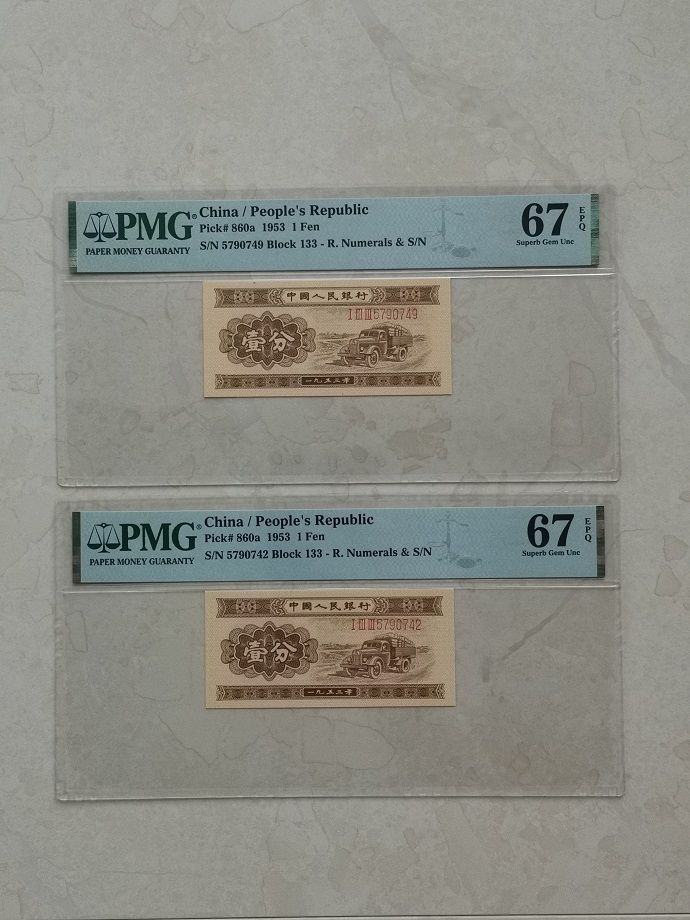 PMG®
PAPER MONEY GUARANTY
China / People's Republic
Pick# 860a 1953 1 Fen
S/N 5790749 Block 133 - R. Numerals & S/N
67 EPQ
Superb Gem Unc
中國人民銀行
I III III 5790749
壹分
一九五三年
PMG®
PAPER MONEY GUARANTY
China / People's Republic
Pick# 860a 1953 1 Fen
S/N 5790742 Block 133 - R. Numerals & S/N
67 EPQ
Superb Gem Unc
中國人民銀行
I III III 5790742
壹分
一九五三年